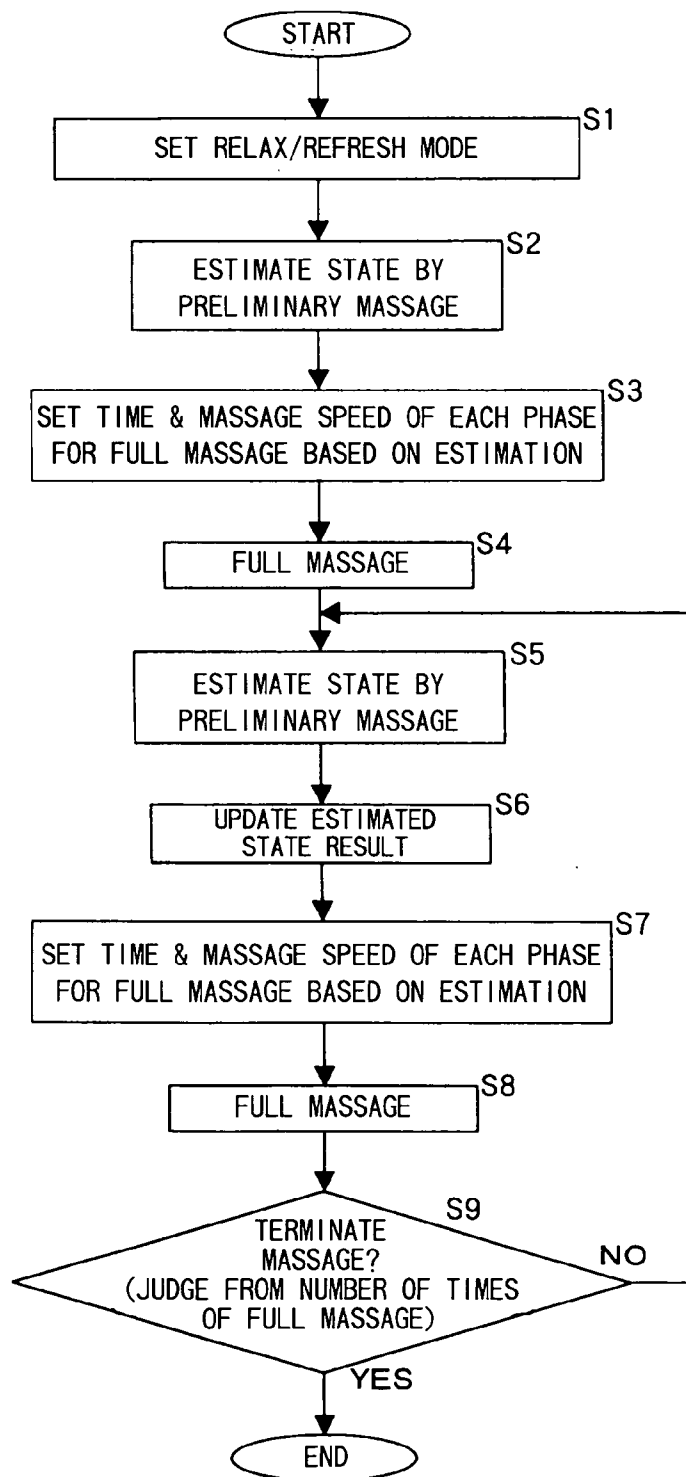 START
S1
SET RELAX/REFRESH MODE
S2
ESTIMATE STATE BY
PRELIMINARY MASSAGE
S3
SET TIME & MASSAGE SPEED OF EACH PHASE
FOR FULL MASSAGE BASED ON ESTIMATION
S4
FULL MASSAGE
S5
ESTIMATE STATE BY
PRELIMINARY MASSAGE
S6
UPDATE ESTIMATED
STATE RESULT
S7
SET TIME & MASSAGE SPEED OF EACH PHASE
FOR FULL MASSAGE BASED ON ESTIMATION
S8
FULL MASSAGE
S9
TERMINATE
MASSAGE?
(JUDGE FROM NUMBER OF TIMES
OF FULL MASSAGE)
NO
YES
END